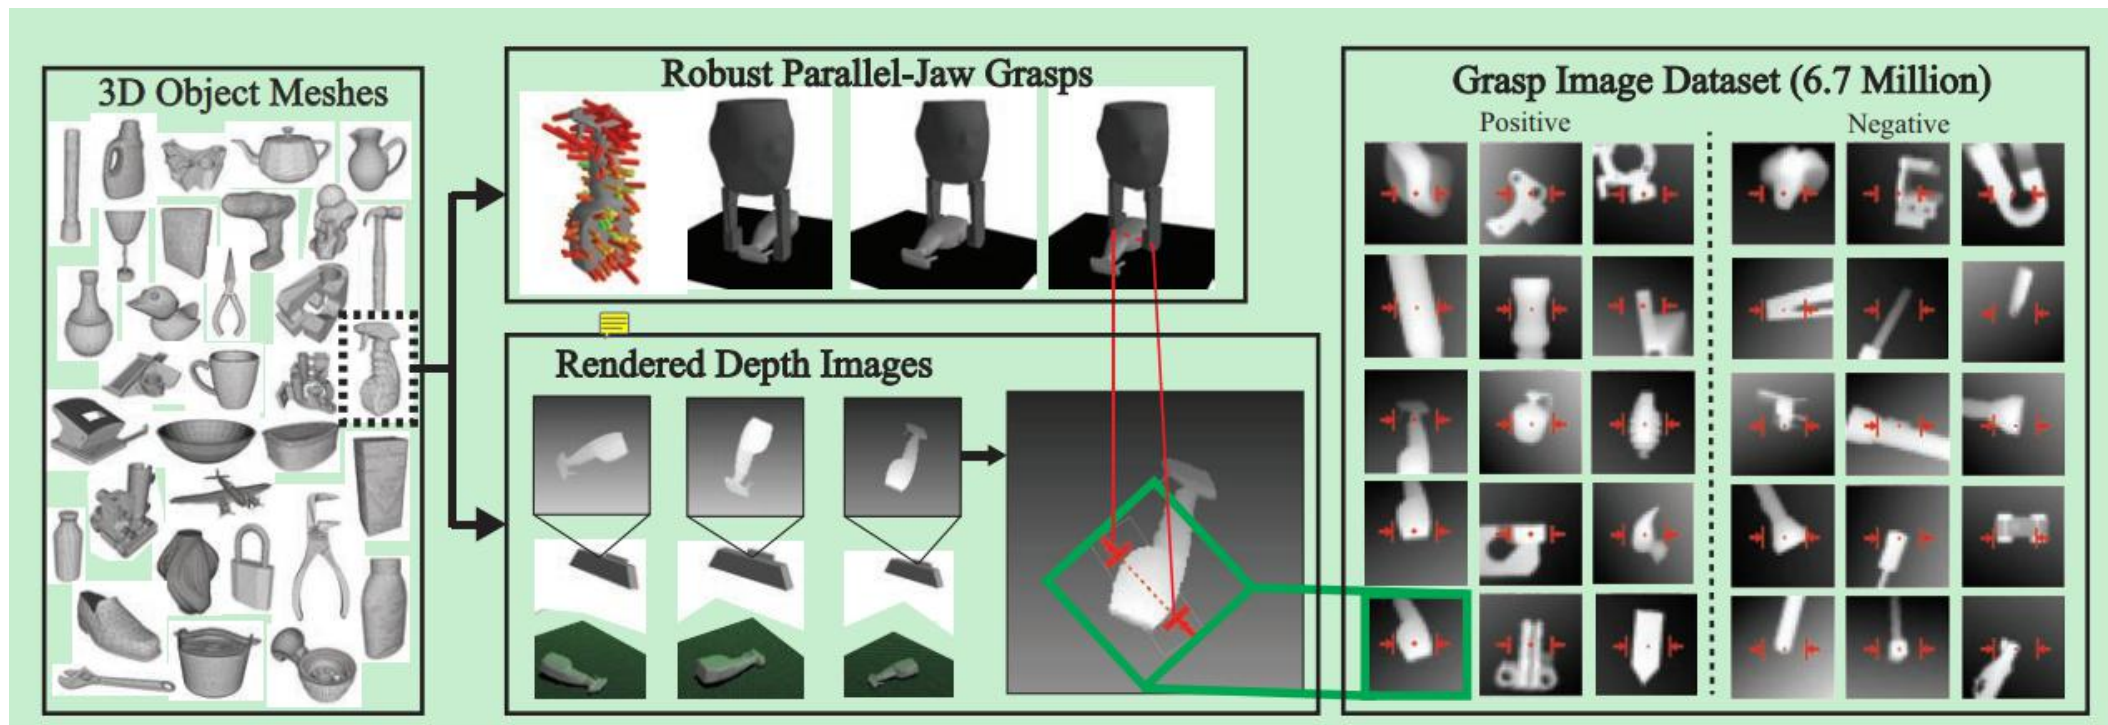 3D Object Meshes
Robust Parallel-Jaw Grasps
Rendered Depth Images
Grasp Image Dataset (6.7 Million)
Positive
Negative